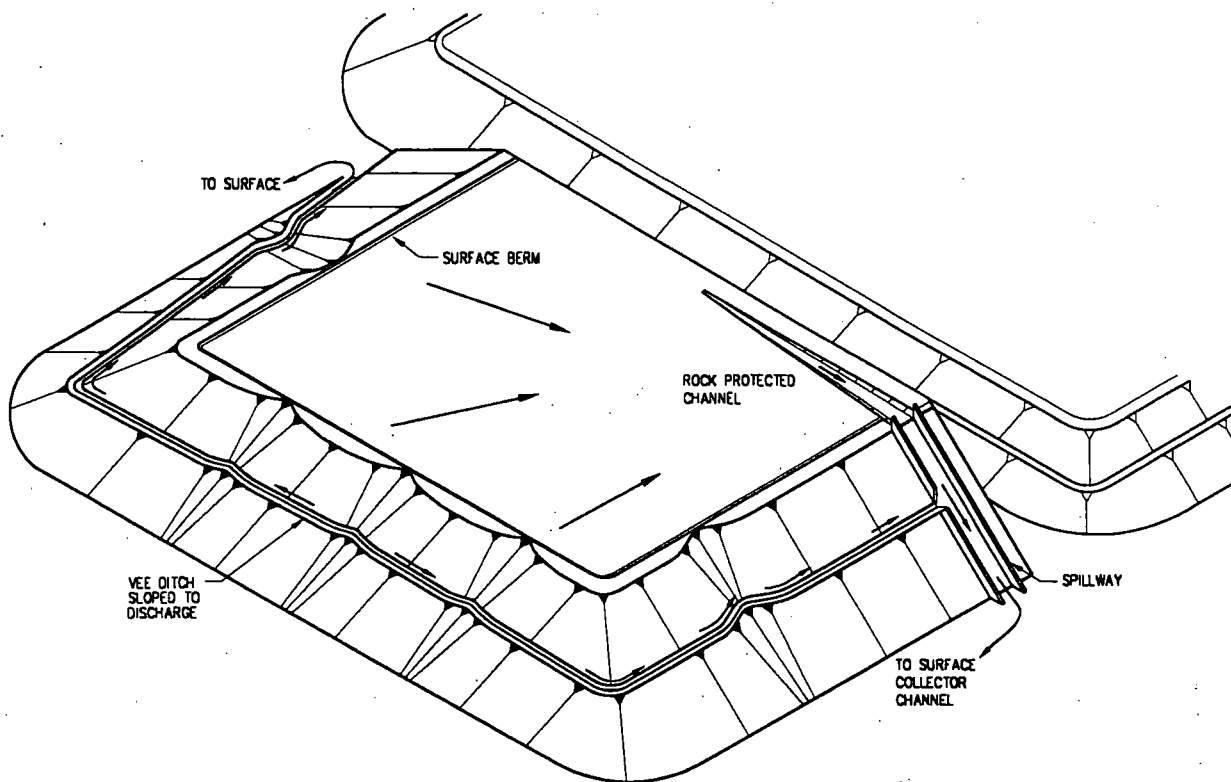 TO SURFACE
SURFACE BERM
ROCK PROTECTED
CHANNEL
VEE DITCH
SLOPED TO
DISCHARGE
SPILLWAY
TO SURFACE
COLLECTOR
CHANNEL